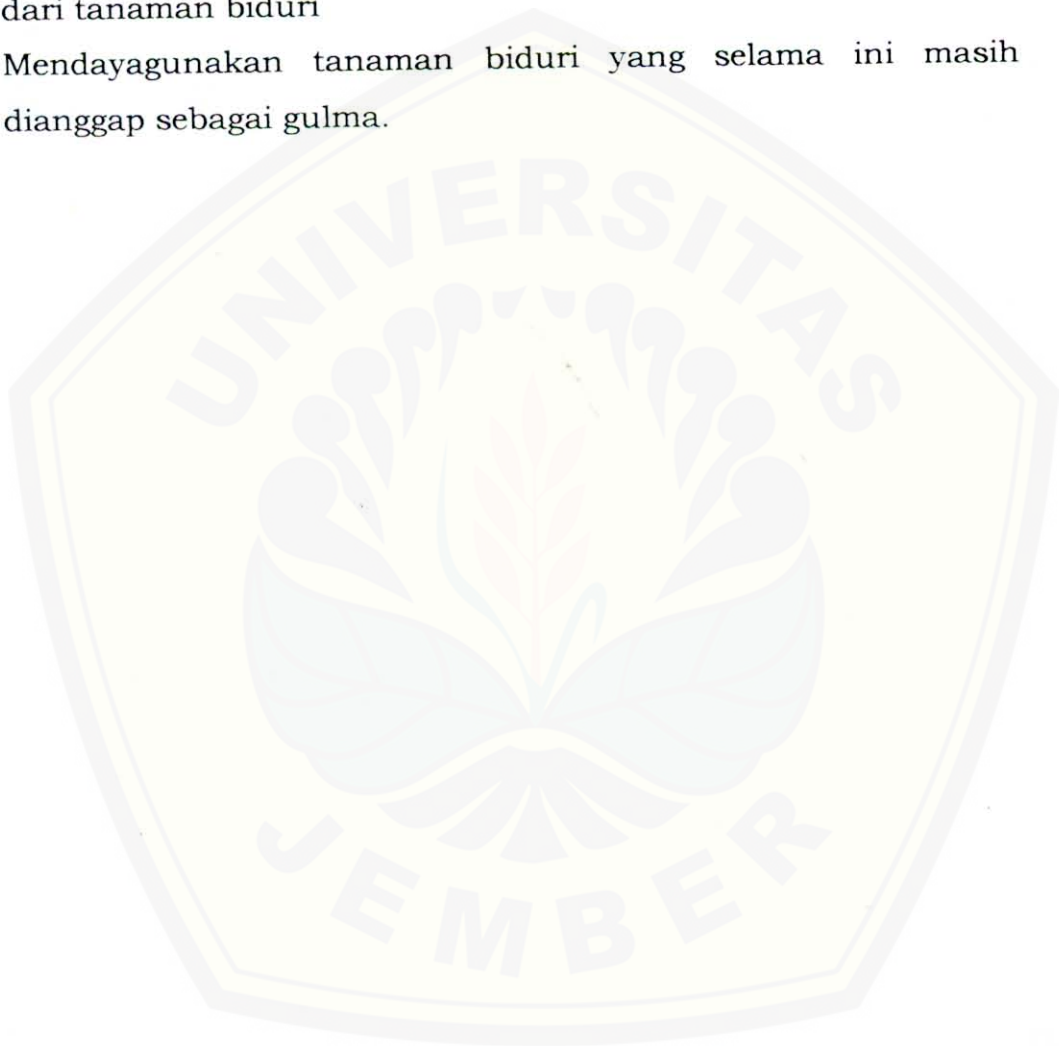 dari tanaman biduri
Mendayagunakan tanaman biduri yang selama ini masih
dianggap sebagai gulma.
UNIVERSITAS
JEMBER